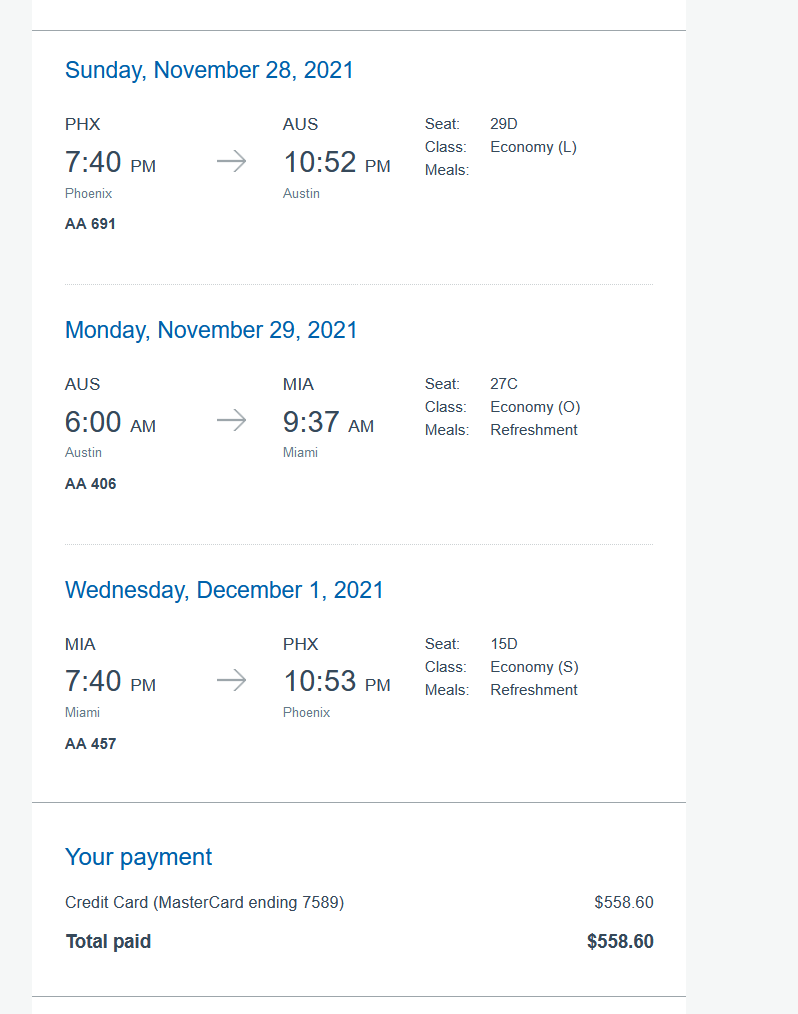 Sunday, November 28, 2021
PHX AUS Seat: 29D
7:40 PM 10:52 PM Class: Economy (L)
Meals:
Phoenix Austin
AA 691
Monday, November 29, 2021
AUS MIA Seat: 27C
6:00 AM 9:37 AM Class: Economy (O)
Meals: Refreshment
Austin Miami
AA 406
Wednesday, December 1, 2021
MIA PHX Seat: 15D
7:40 PM 10:53 PM Class: Economy (S)
Meals: Refreshment
Miami Phoenix
AA 457
Your payment
Credit Card (MasterCard ending 7589) $558.60
Total paid $558.60